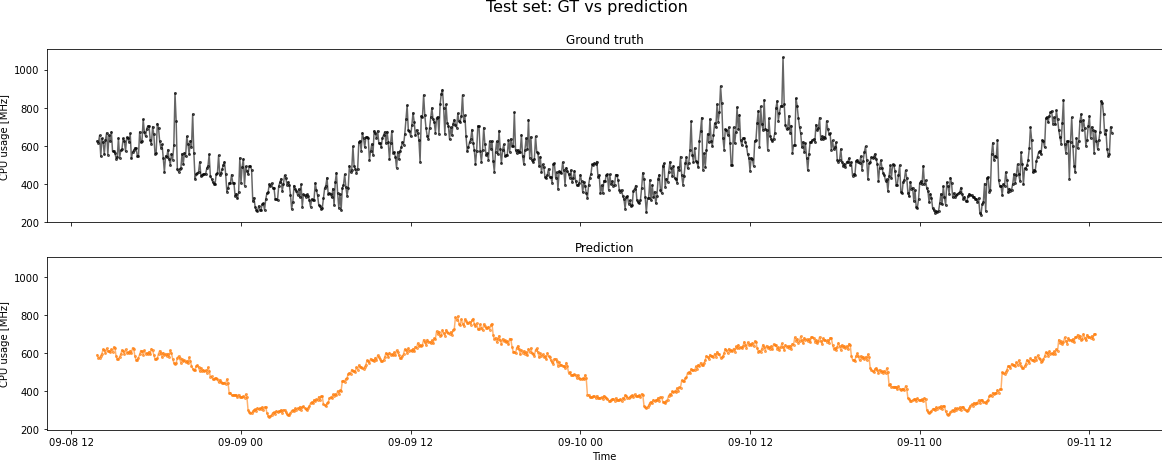 Test set: GT vs prediction
Ground truth
CPU usage [MHz]
1000
800
600
400
200
Prediction
CPU usage [MHz]
1000
800
600
400
200
09-08 12
09-09 00
09-09 12
09-10 00
09-10 12
09-11 00
09-11 12
Time